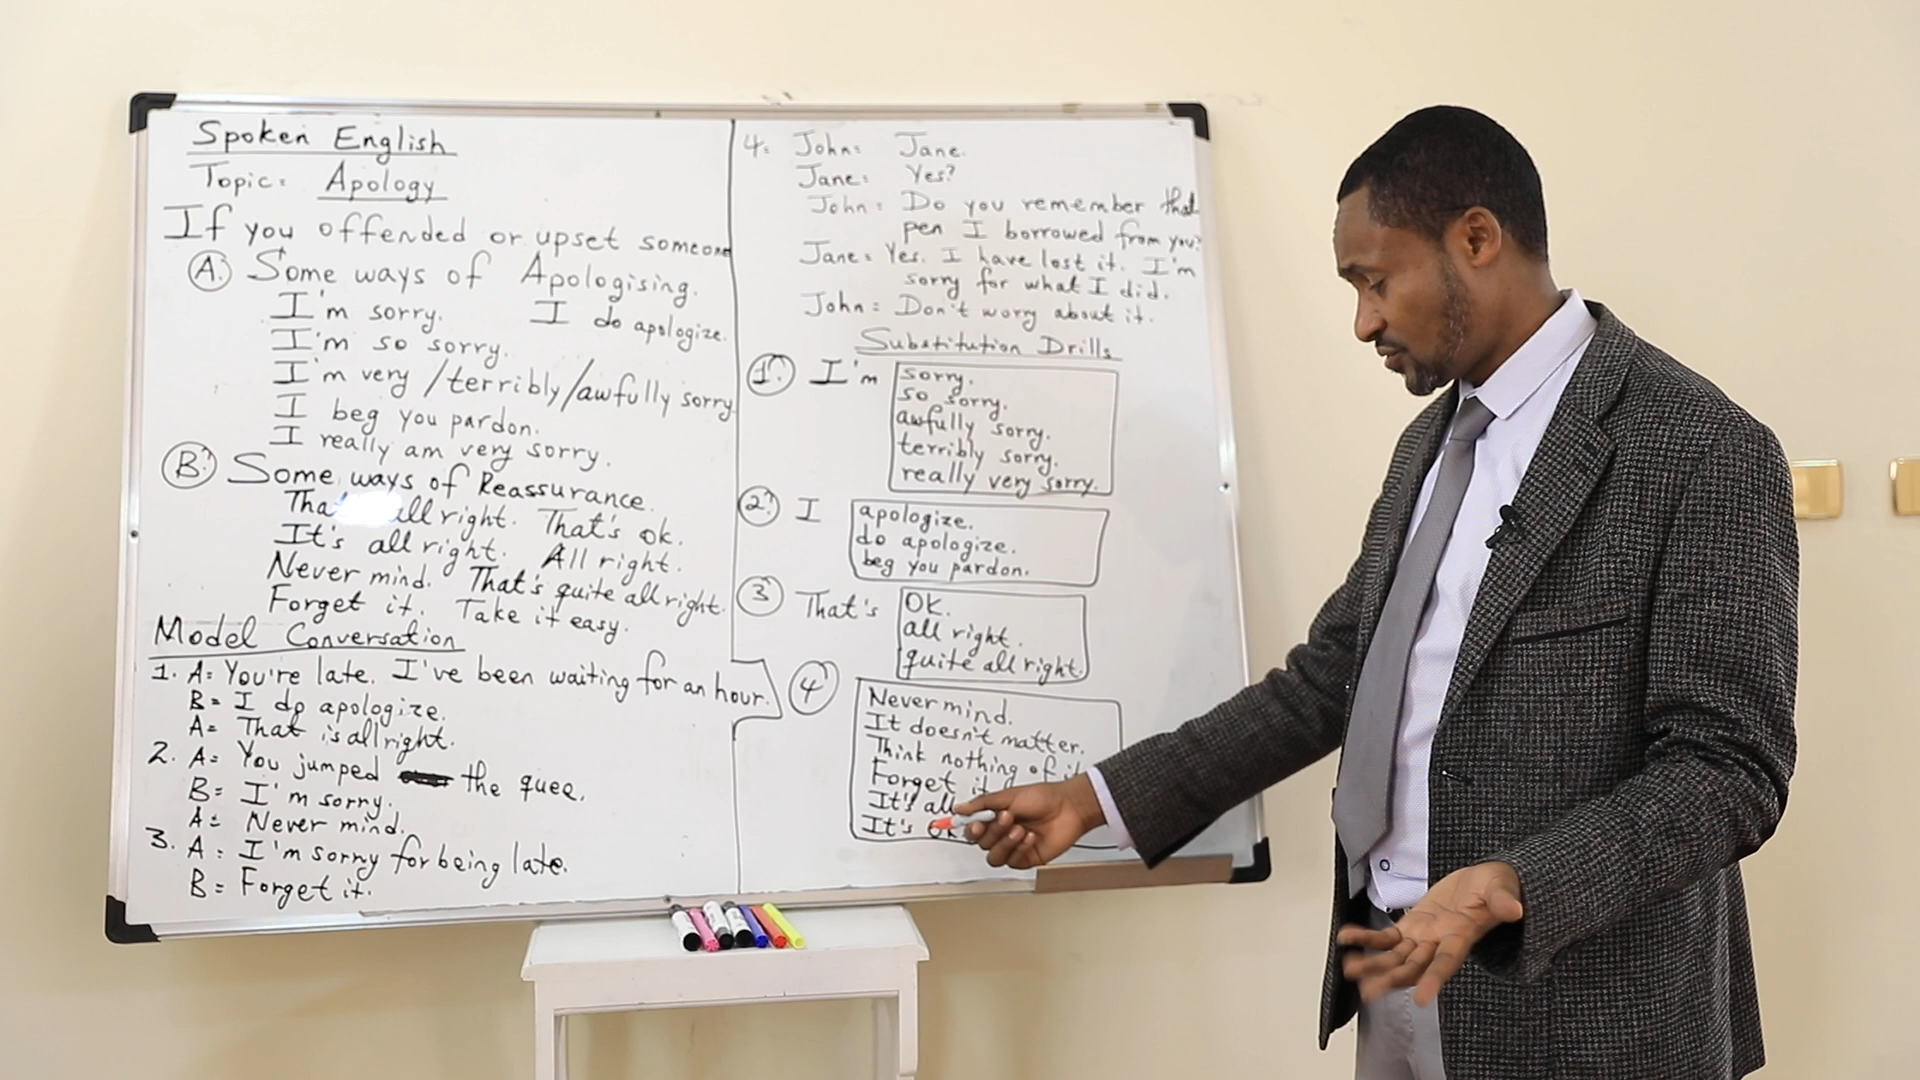 Spoken English
Topic: Apology
If you offended or upset someone
A. Some ways of Apologising.
I'm sorry. I do apologize.
I'm so sorry.
I'm very/terribly/awfully sorry
I beg you pardon.
I really am very sorry.
B. Some ways of Reassurance.
all right. That's ok.
It's all right. All right.
Never mind. That's quite all right.
Forget it. Take it easy.
Model Conversation
1. A= You're late. I've been waiting for an hour.
B= I do apologize.
A= That is all right.
2. A= You jumped the quee.
B= I'm sorry.
A= Never mind.
3. A= I'm sorry for being late.
B= Forget it.
4. John: Jane.
Jane: Yes?
John: Do you remember that
pen I borrowed from you?
Jane= Yes. I have lost it. I'm
sorry for what I did.
John= Don't worry about it.
Substitution Drills
1. I'm
sorry.
so sorry.
awfully sorry.
terribly sorry.
really very sorry.
2. I
apologize.
do apologize.
beg you pardon.
3 That's
OK.
all right.
quite all right.
4
Never mind.
It doesn't matter.
Think nothing of it
Forget it
It's all
It's OK